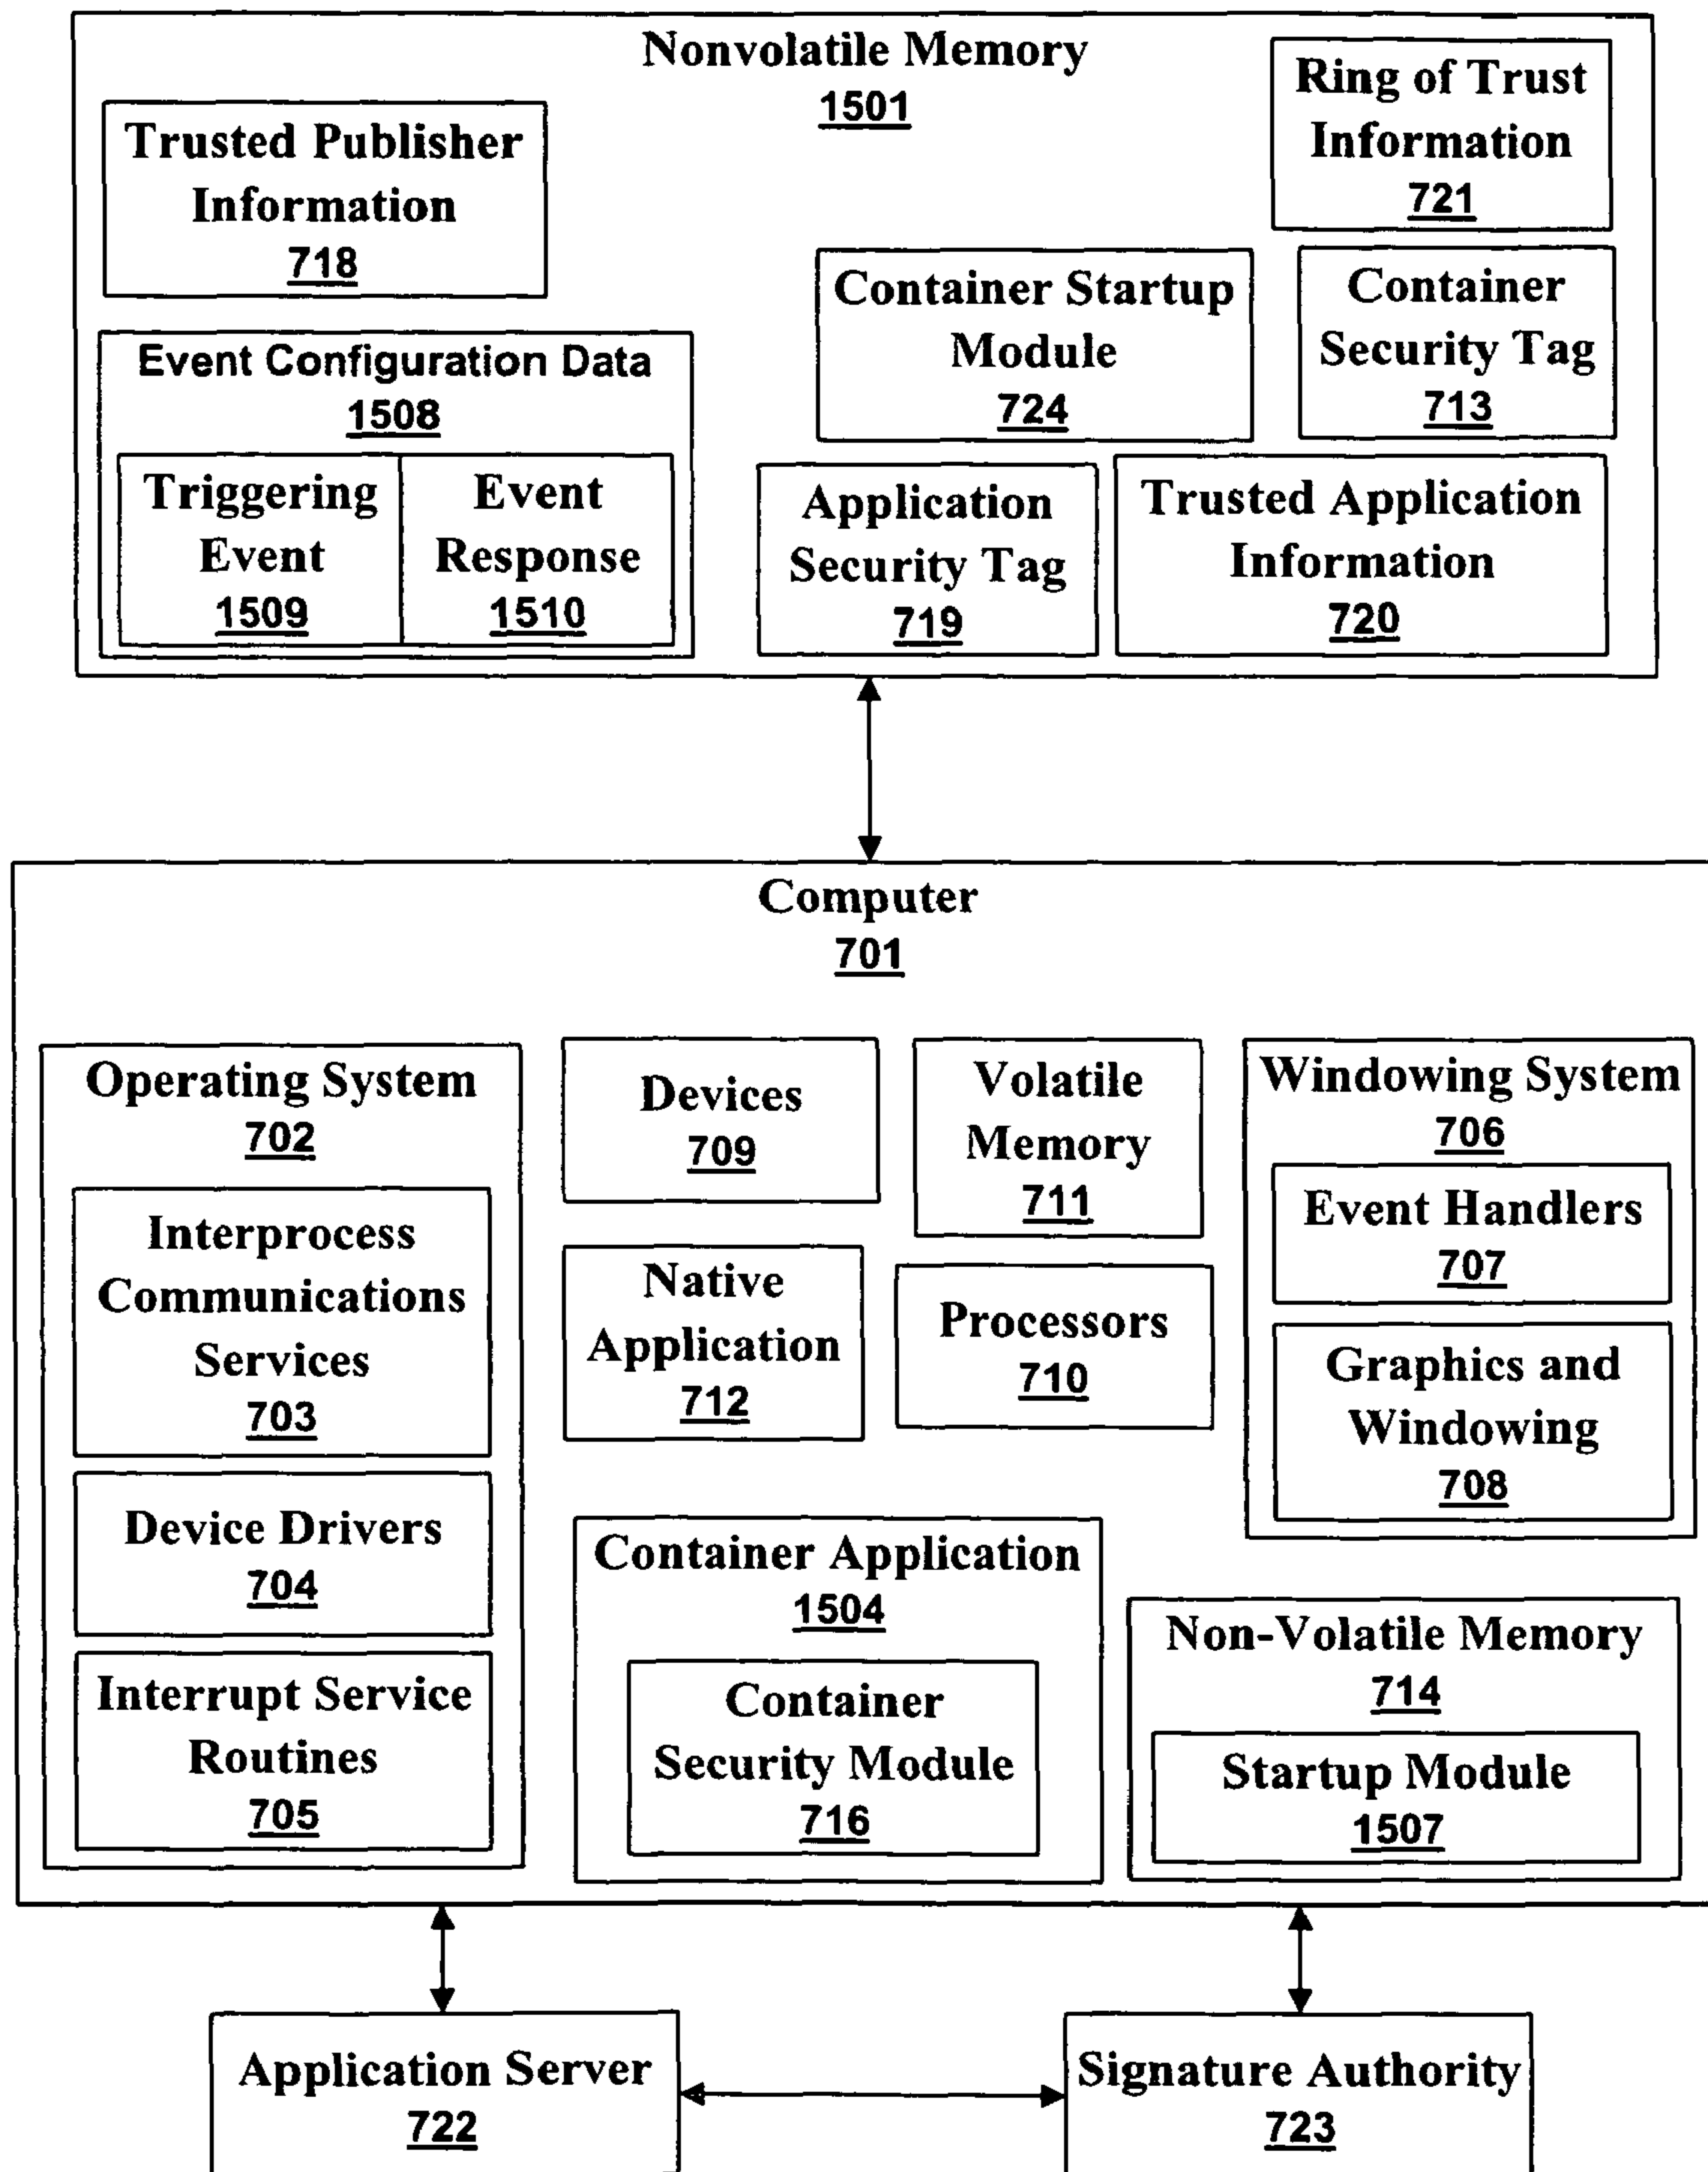 Nonvolatile Memory
1501
Trusted Publisher
Information
718
Ring of Trust
Information
721
Container Startup
Module
724
Container
Security Tag
713
Event Configuration Data
1508
Triggering
Event
1509
Event
Response
1510
Application
Security Tag
719
Trusted Application
Information
720
Computer
701
Operating System
702
Interprocess
Communications
Services
703
Device Drivers
704
Interrupt Service
Routines
705
Devices
709
Volatile
Memory
711
Native
Application
712
Processors
710
Windowing System
706
Event Handlers
707
Graphics and
Windowing
708
Container Application
1504
Container
Security Module
716
Non-Volatile Memory
714
Startup Module
1507
Application Server
722
Signature Authority
723